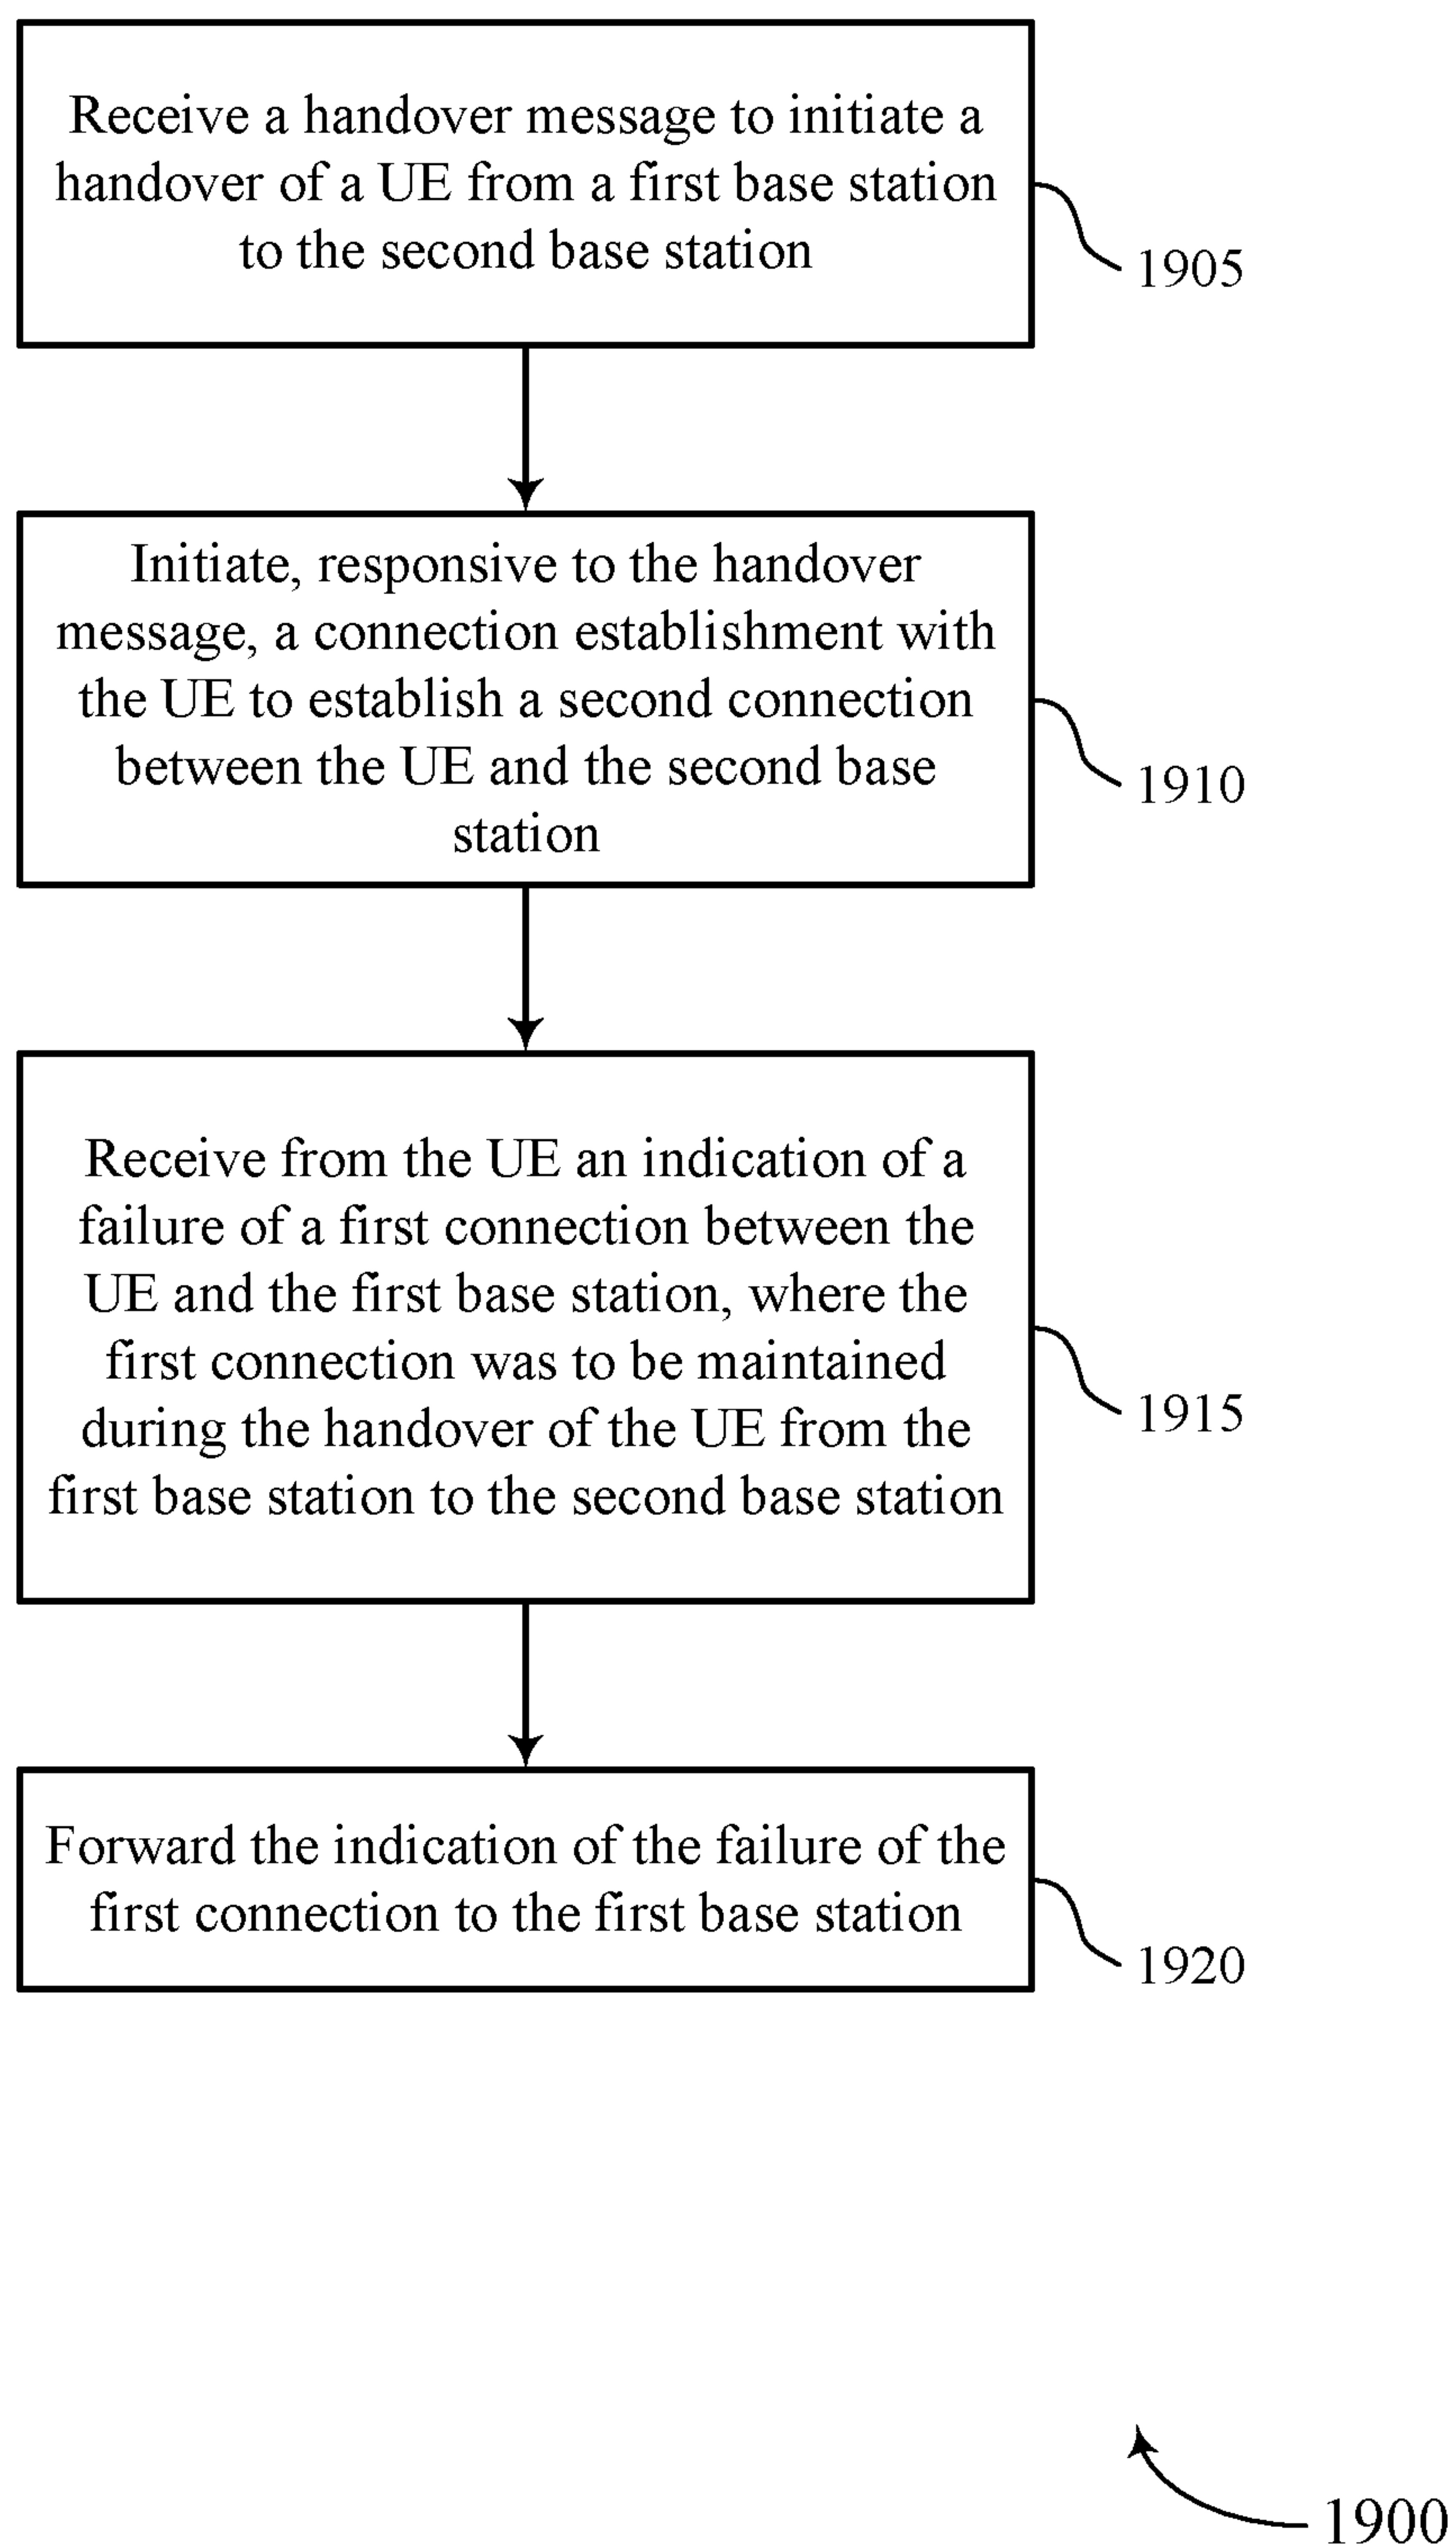 Receive a handover message to initiate a
handover of a UE from a first base station
to the second base station
1905
Initiate, responsive to the handover
message, a connection establishment with
the UE to establish a second connection
between the UE and the second base
station
1910
Receive from the UE an indication of a
failure of a first connection between the
UE and the first base station, where the
first connection was to be maintained
during the handover of the UE from the
first base station to the second base station
1915
Forward the indication of the failure of the
first connection to the first base station
1920
1900